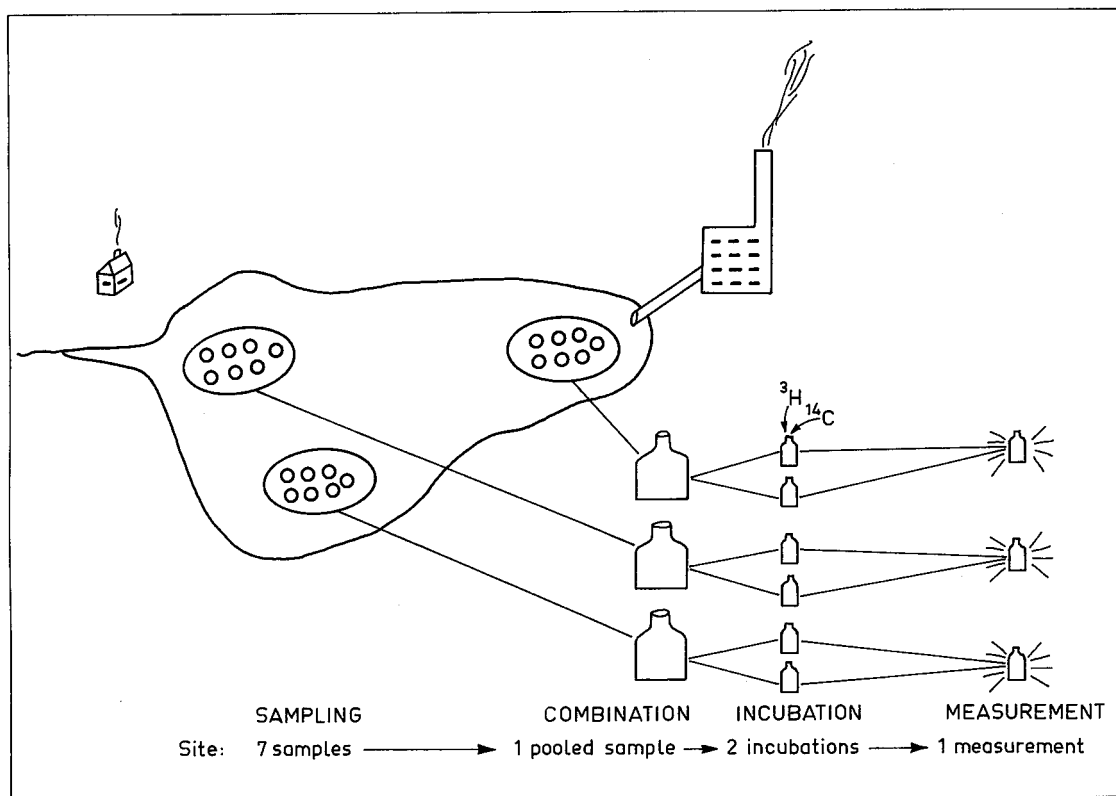 ³H
¹⁴C
SAMPLING COMBINATION INCUBATION MEASUREMENT
Site: 7 samples → 1 pooled sample → 2 incubations → 1 measurement